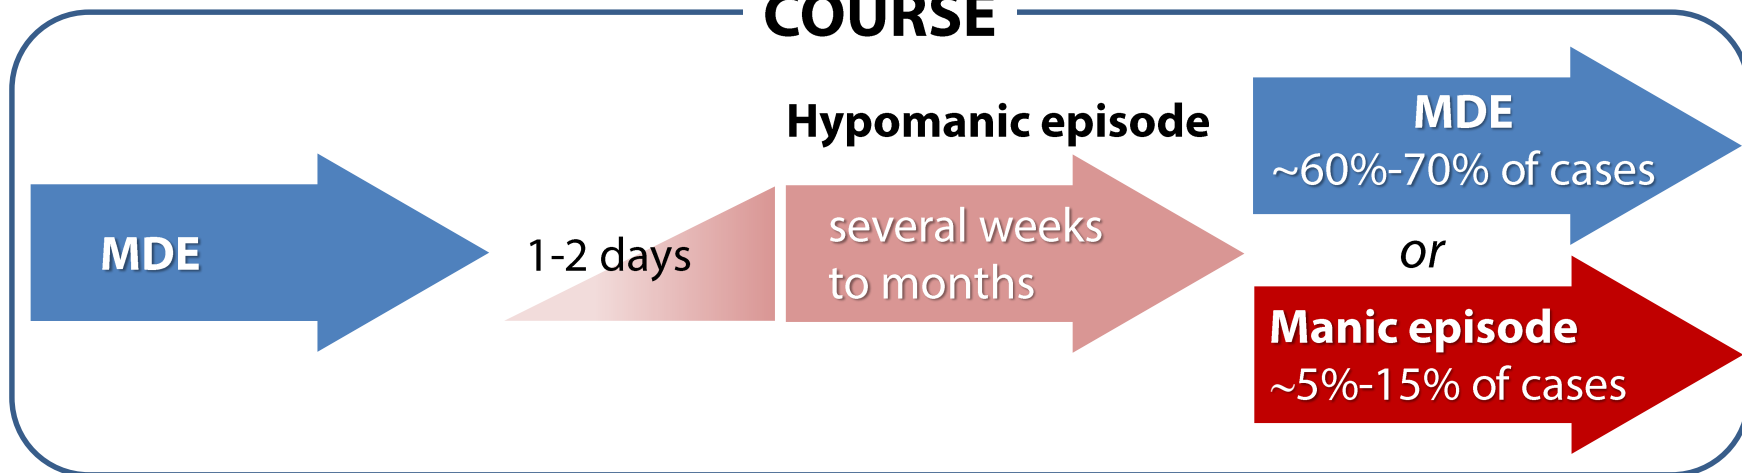 COURSE
MDE
1-2 days
Hypomanic episode
several weeks
to months
MDE
~60%-70% of cases
or
Manic episode
~5%-15% of cases